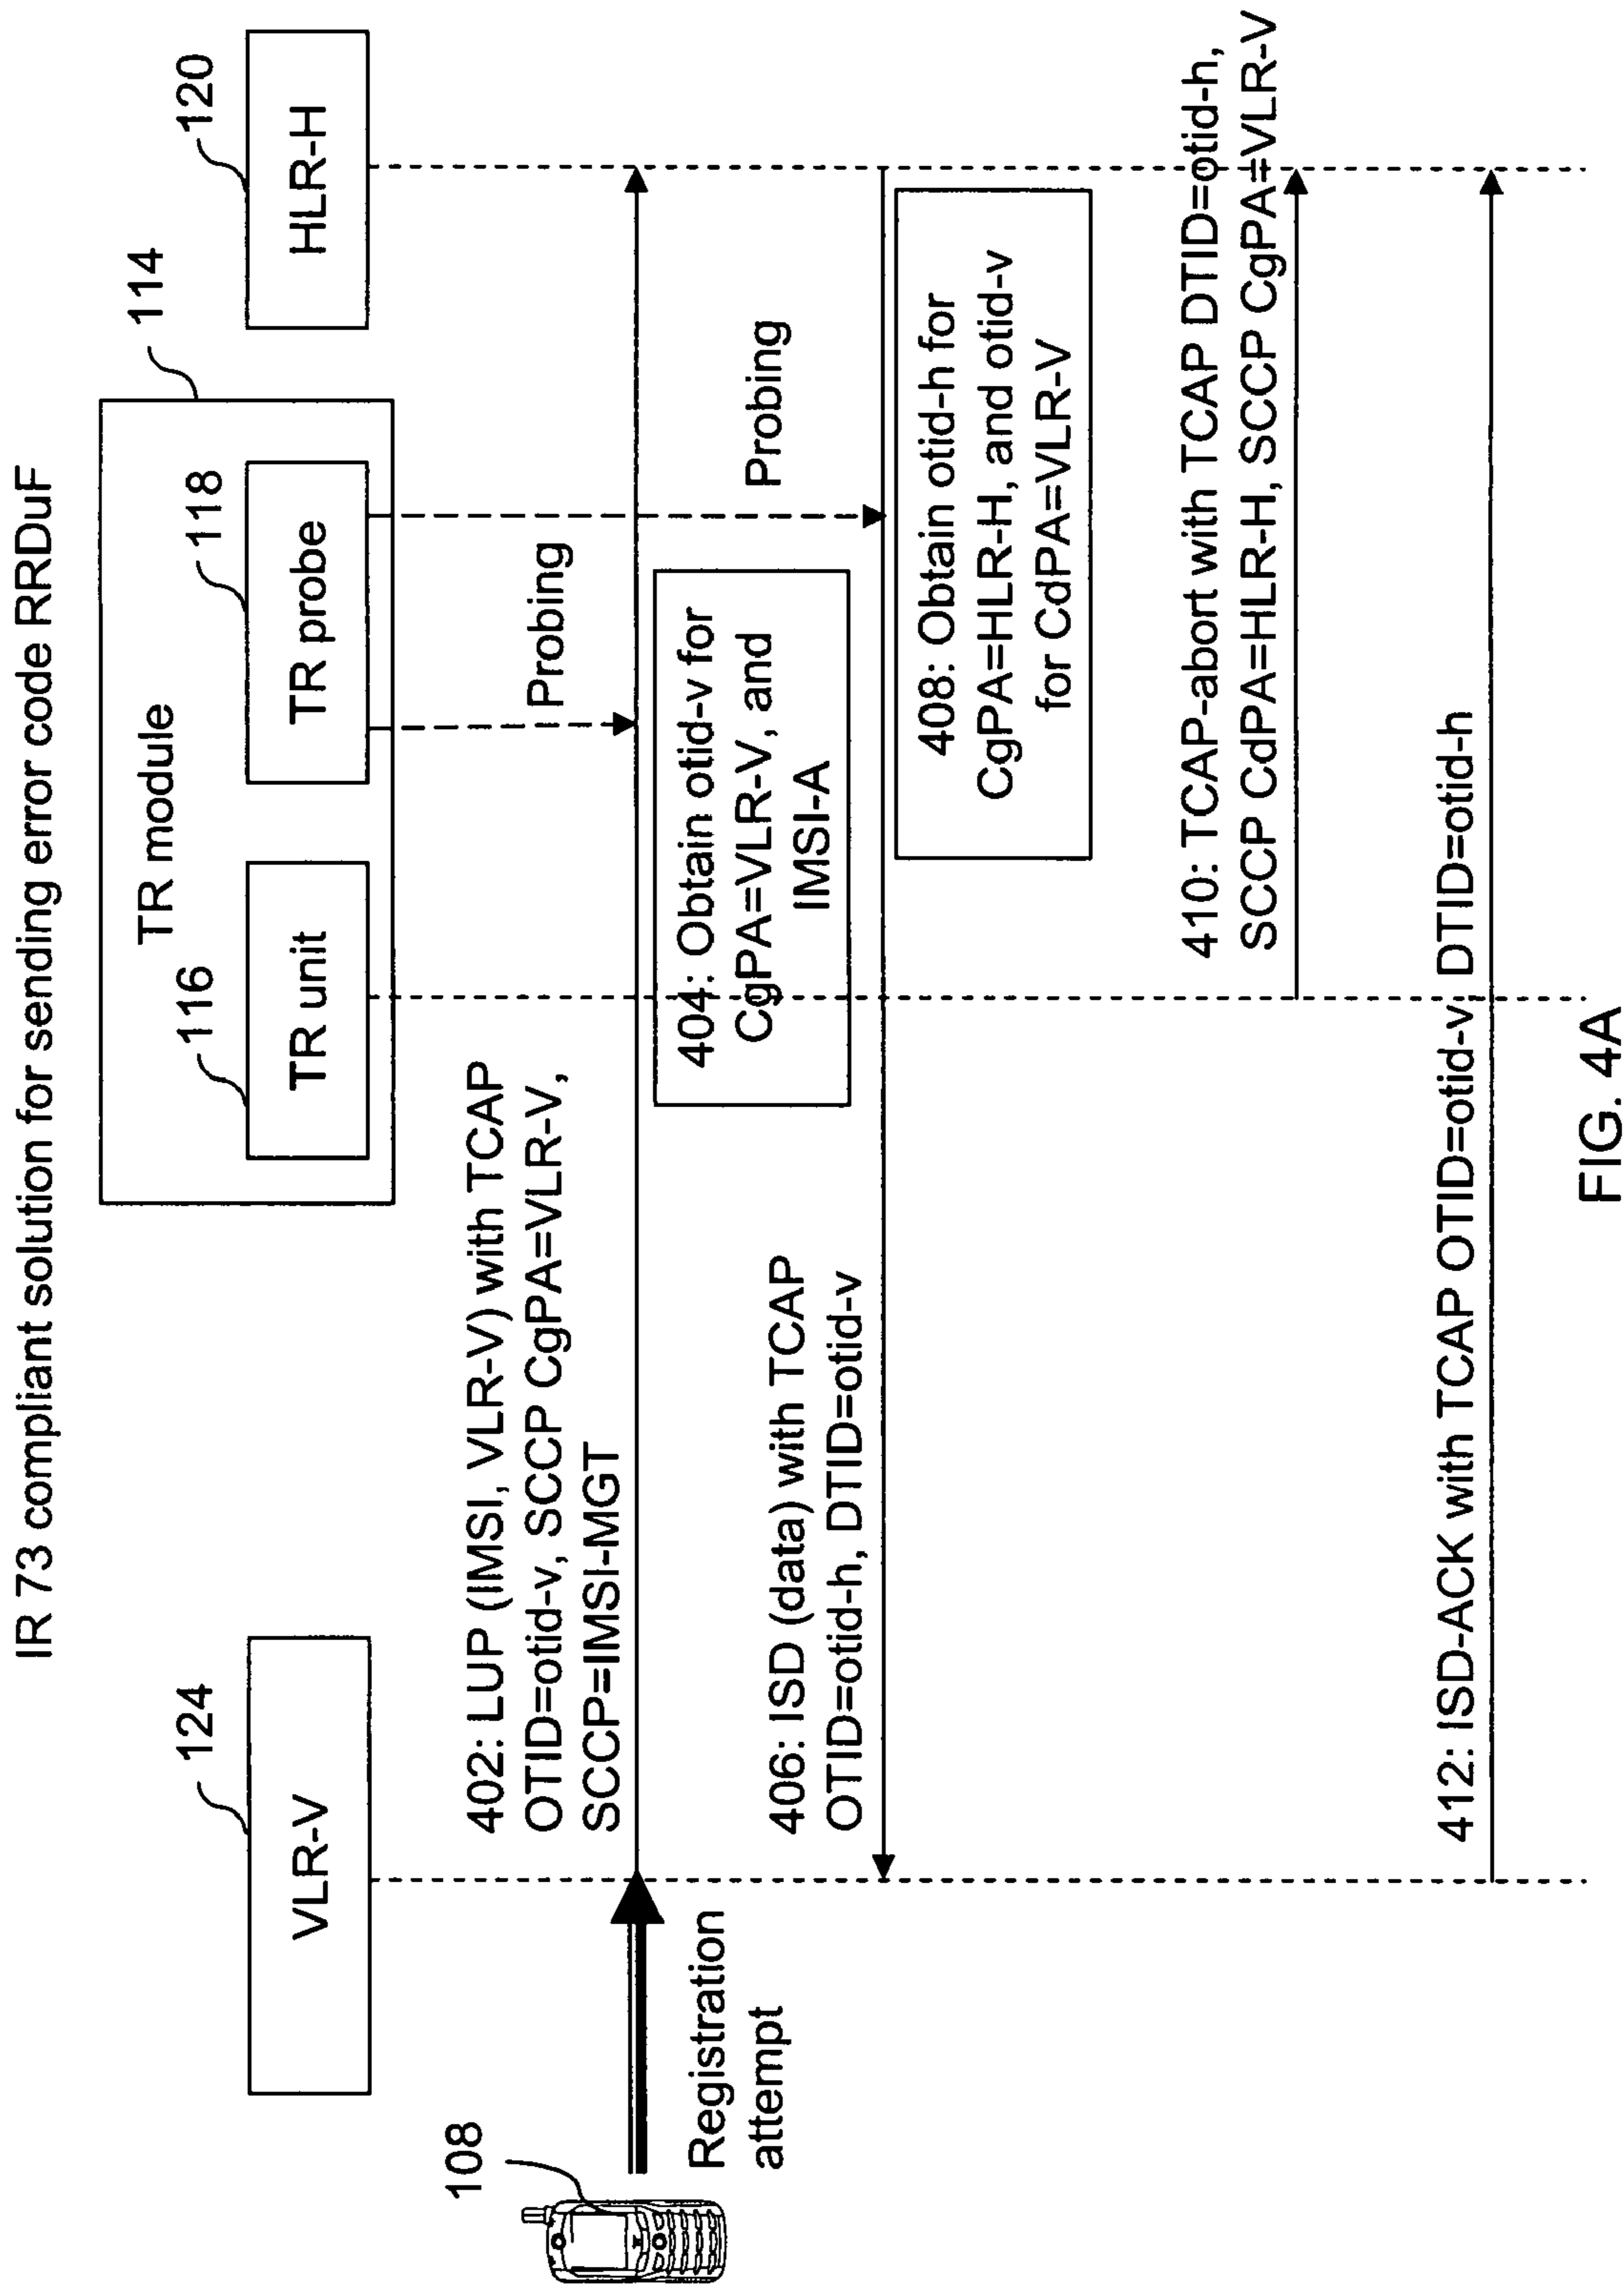 IR 73 compliant solution for sending error code RRDuF
114
TR module
124
116
118
120
VLR-V
TR unit
TR probe
HLR-H
108
Registration
attempt
402: LUP (IMSI, VLR-V) with TCAP
OTID=otid-v, SCCP CgPA=VLR-V,
SCCP=IMSI-MGT
Probing
404: Obtain otid-v for
CgPA=VLR-V, and
IMSI-A
Probing
406: ISD (data) with TCAP
OTID=otid-h, DTID=otid-v
408: Obtain otid-h for
CgPA=HLR-H, and otid-v
for CdPA=VLR-V
410: TCAP-abort with TCAP DTID=otid-h,
SCCP CdPA=HLR-H, SCCP CgPA=VLR-V
412: ISD-ACK with TCAP OTID=otid-v DTID=otid-h
FIG. 4A